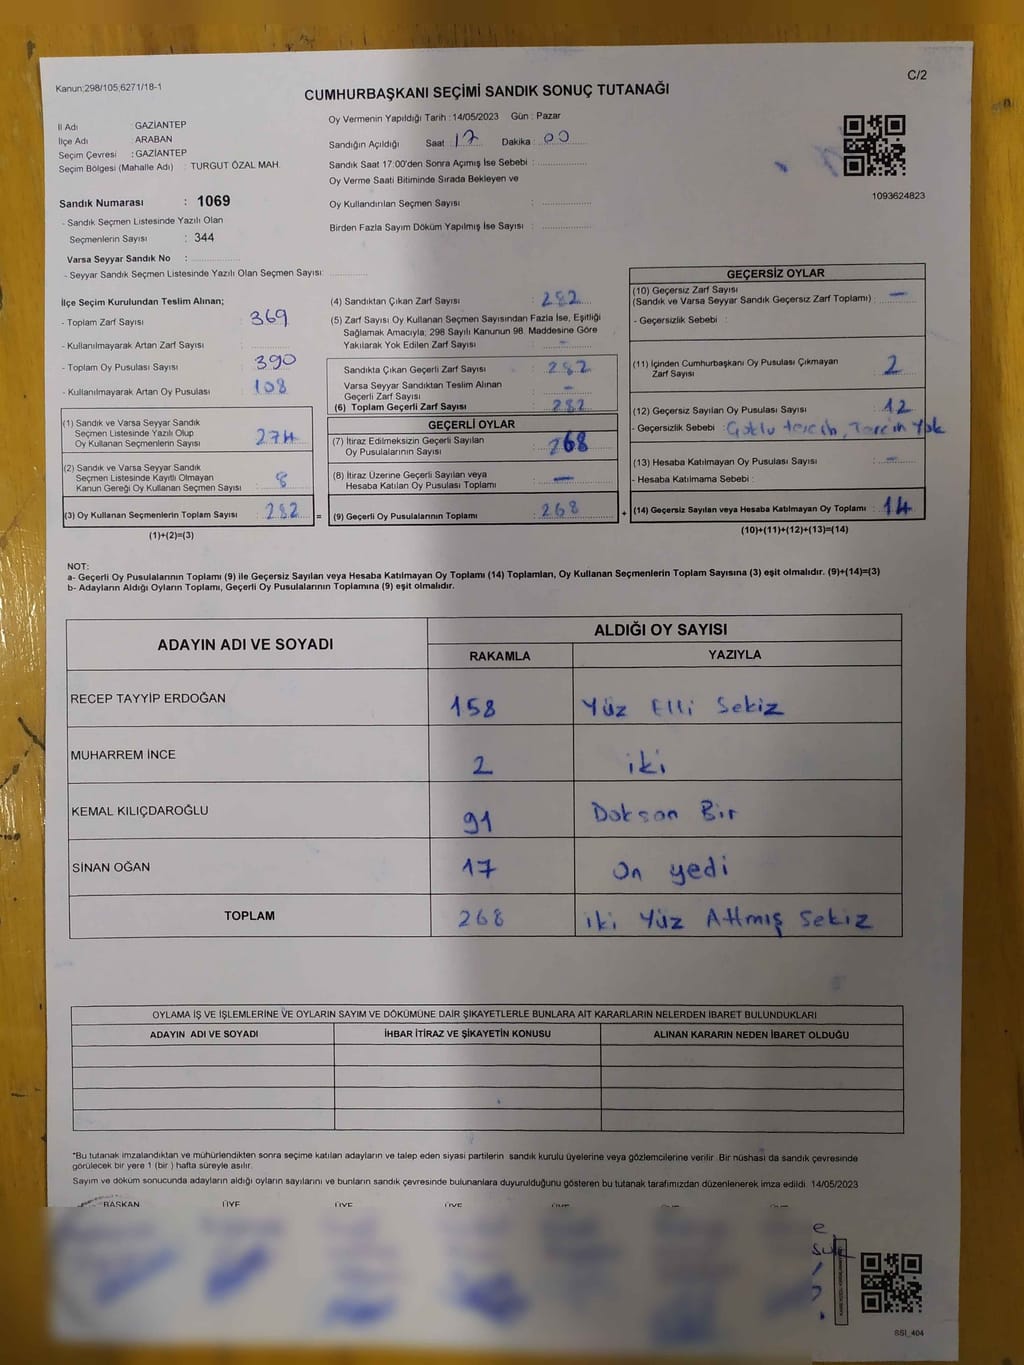 Kanun;298/105,6271/18-1
C/2
CUMHURBAŞKANI SEÇİMİ SANDIK SONUÇ TUTANAĞI
İl Adı : GAZİANTEP
İlçe Adı : ARABAN
Seçim Çevresi : GAZİANTEP
Seçim Bölgesi (Mahalle Adı) : TURGUT ÖZAL MAH.
Sandık Numarası : 1069
- Sandık Seçmen Listesinde Yazılı Olan
Seçmenlerin Sayısı : 344
Varsa Seyyar Sandık No :
- Seyyar Sandık Seçmen Listesinde Yazılı Olan Seçmen Sayısı:
Oy Vermenin Yapıldığı Tarih : 14/05/2023 Gün : Pazar
Sandığın Açıldığı Saat 17 Dakika : 00
Sandık Saat 17:00'den Sonra Açımış İse Sebebi :
Oy Verme Saati Bitiminde Sırada Bekleyen ve
Oy Kullandırılan Seçmen Sayısı :
Birden Fazla Sayım Döküm Yapılmış İse Sayısı :
1093624823
İlçe Seçim Kurulundan Teslim Alınan;
- Toplam Zarf Sayısı : 369
- Kullanılmayarak Artan Zarf Sayısı :
- Toplam Oy Pusulası Sayısı : 390
- Kullanılmayarak Artan Oy Pusulası : 108
(1) Sandık ve Varsa Seyyar Sandık
Seçmen Listesinde Yazılı Olup
Oy Kullanan Seçmenlerin Sayısı : 274
(2) Sandık ve Varsa Seyyar Sandık
Seçmen Listesinde Kayıtlı Olmayan
Kanun Gereği Oy Kullanan Seçmen Sayısı : 8
(3) Oy Kullanan Seçmenlerin Toplam Sayısı : 282 =
(1)+(2)=(3)
(4) Sandıktan Çıkan Zarf Sayısı : 282
(5) Zarf Sayısı Oy Kullanan Seçmen Sayısından Fazla İse, Eşitliği
Sağlamak Amacıyla; 298 Sayılı Kanunun 98. Maddesine Göre
Yakılarak Yok Edilen Zarf Sayısı : -
Sandıkta Çıkan Geçerli Zarf Sayısı : 282
Varsa Seyyar Sandıktan Teslim Alınan
Geçerli Zarf Sayısı : -
(6) Toplam Geçerli Zarf Sayısı : 282
GEÇERLİ OYLAR
(7) İtiraz Edilmeksizin Geçerli Sayılan
Oy Pusulalarının Sayısı : 268
(8) İtiraz Üzerine Geçerli Sayılan veya
Hesaba Katılan Oy Pusulası Toplamı : -
(9) Geçerli Oy Pusulalarının Toplamı : 268 +
GEÇERSİZ OYLAR
(10) Geçersiz Zarf Sayısı
(Sandık ve Varsa Seyyar Sandık Geçersiz Zarf Toplamı) : -
- Geçersizlik Sebebi :
(11) İçinden Cumhurbaşkanı Oy Pusulası Çıkmayan
Zarf Sayısı : 2
(12) Geçersiz Sayılan Oy Pusulası Sayısı : 12
- Geçersizlik Sebebi : Yok
(13) Hesaba Katılmayan Oy Pusulası Sayısı : -
- Hesaba Katılmama Sebebi :
(14) Geçersiz Sayılan veya Hesaba Katılmayan Oy Toplamı : 14
(10)+(11)+(12)+(13)=(14)
NOT:
a- Geçerli Oy Pusulalarının Toplamı (9) ile Geçersiz Sayılan veya Hesaba Katılmayan Oy Toplamı (14) Toplamları, Oy Kullanan Seçmenlerin Toplam Sayısına (3) eşit olmalıdır. (9)+(14)=(3)
b- Adayların Aldığı Oyların Toplamı, Geçerli Oy Pusulalarının Toplamına (9) eşit olmalıdır.
ADAYIN ADI VE SOYADI ALDIĞI OY SAYISI
RAKAMLA YAZIYLA
RECEP TAYYİP ERDOĞAN 158 Yüz Elli Sekiz
MUHARREM İNCE 2 iki
KEMAL KILIÇDAROĞLU 91 Doksan Bir
SİNAN OĞAN 17 On yedi
TOPLAM 268 iki Yüz Altmış Sekiz
OYLAMA İŞ VE İŞLEMLERİNE VE OYLARIN SAYIM VE DÖKÜMÜNE DAİR ŞİKAYETLERLE BUNLARA AİT KARARLARIN NELERDEN İBARET BULUNDUKLARI
ADAYIN ADI VE SOYADI İHBAR İTİRAZ VE ŞİKAYETİN KONUSU ALINAN KARARIN NEDEN İBARET OLDUĞU
*Bu tutanak imzalandıktan ve mühürlendikten sonra seçime katılan adayların ve talep eden siyasi partilerin sandık kurulu üyelerine veya gözlemcilerine verilir. Bir nüshası da sandık çevresinde
görülecek bir yere 1 (bir ) hafta süreyle asılır.
Sayım ve döküm sonucunda adayların aldığı oyların sayılarını ve bunların sandık çevresinde bulunanlara duyurulduğunu gösteren bu tutanak tarafımızdan düzenlenerek imza edildi. 14/05/2023
BAŞKAN ÜYE ÜYE ÜYE
SSI_404